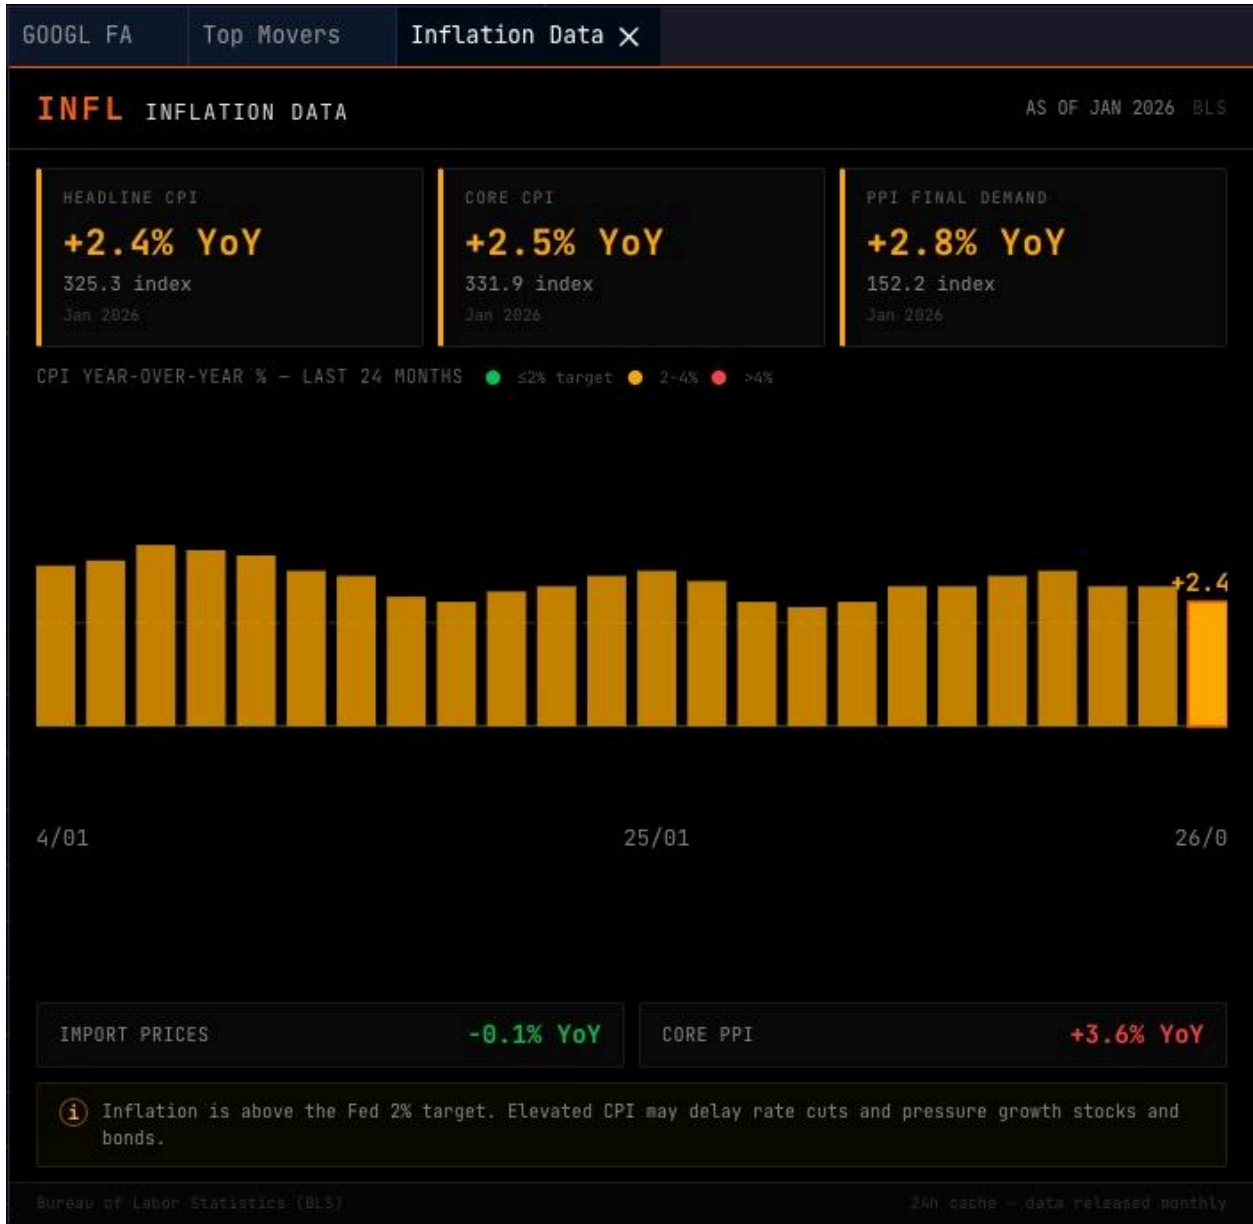 GOOGL FA Top Movers Inflation Data ×
INFL INFLATION DATA AS OF JAN 2026 BLS
HEADLINE CPI
+2.4% YoY
325.3 index
Jan 2026
CORE CPI
+2.5% YoY
331.9 index
Jan 2026
PPI FINAL DEMAND
+2.8% YoY
152.2 index
Jan 2026
CPI YEAR-OVER-YEAR % — LAST 24 MONTHS ≤2% target 2-4% >4%
+2.4
4/01 25/01 26/0
IMPORT PRICES -0.1% YoY
CORE PPI +3.6% YoY
i Inflation is above the Fed 2% target. Elevated CPI may delay rate cuts and pressure growth stocks and
bonds.
Bureau of Labor Statistics (BLS) 24h cache — data released monthly